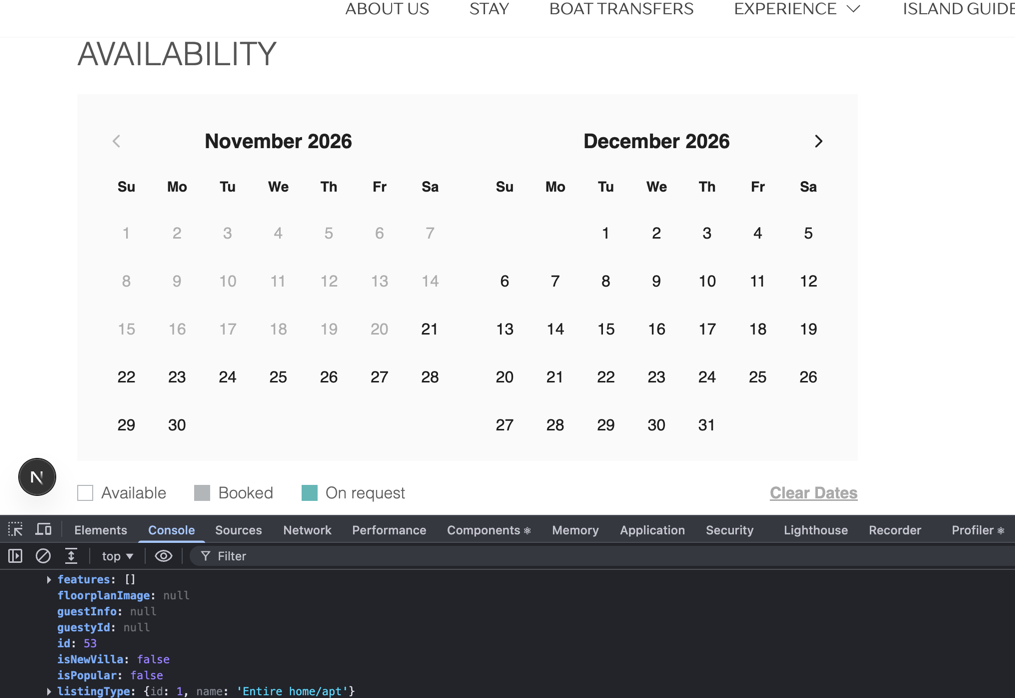 ABOUT US STAY BOAT TRANSFERS EXPERIENCE ISLAND GUIDE
AVAILABILITY
November 2026 December 2026
Su Mo Tu We Th Fr Sa Su Mo Tu We Th Fr Sa
1 2 3 4 5 6 7 1 2 3 4 5
8 9 10 11 12 13 14 6 7 8 9 10 11 12
15 16 17 18 19 20 21 13 14 15 16 17 18 19
22 23 24 25 26 27 28 20 21 22 23 24 25 26
29 30 27 28 29 30 31
N
Available Booked On request Clear Dates
Elements Console Sources Network Performance Components Memory Application Security Lighthouse Recorder Profiler
top Filter
features: []
floorplanImage: null
guestInfo: null
guestyId: null
id: 53
isNewVilla: false
isPopular: false
listingType: {id: 1, name: 'Entire home/apt'}